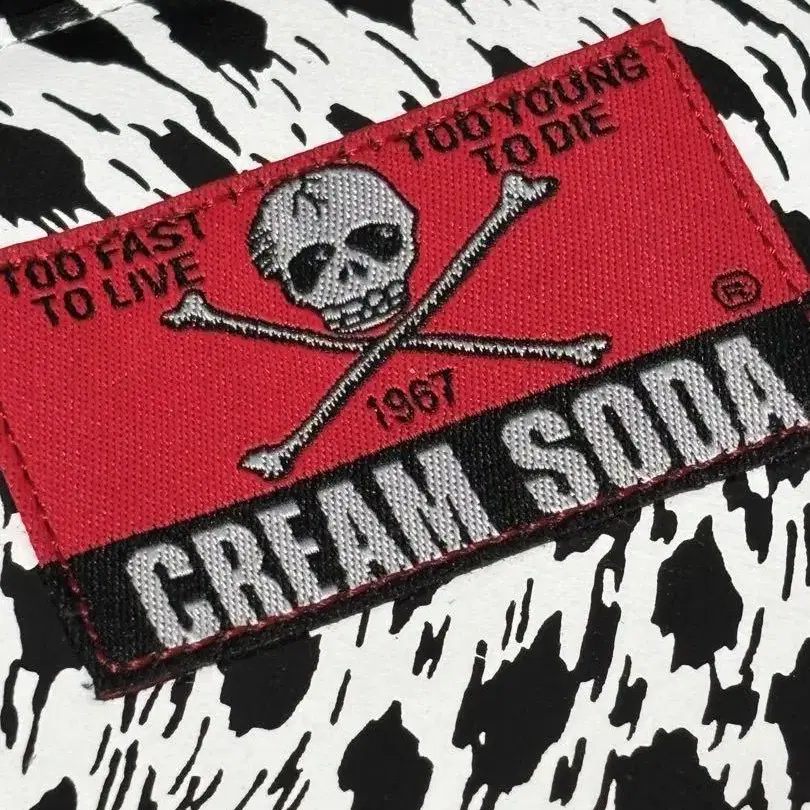 TOO FAST
TO LIVE
TOO YOUNG
TO DIE
®
1967
CREAM SODA